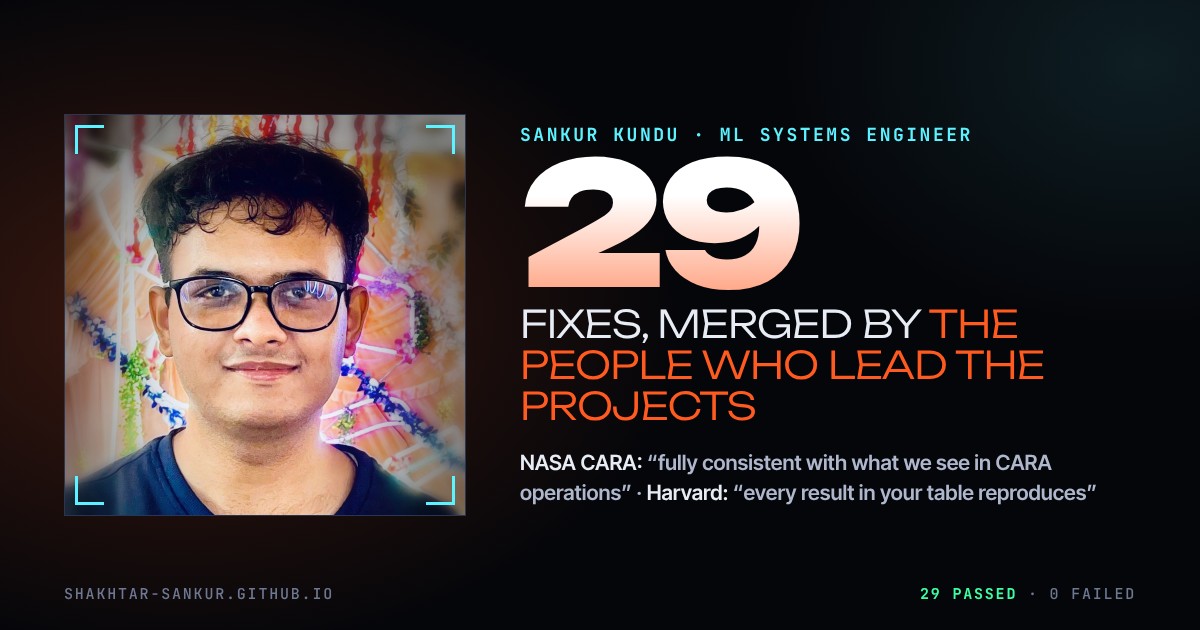 SANKUR KUNDU · ML SYSTEMS ENGINEER
29
FIXES, MERGED BY THE
PEOPLE WHO LEAD THE
PROJECTS
NASA CARA: “fully consistent with what we see in CARA
operations” · Harvard: “every result in your table reproduces”
SHAKHTAR-SANKUR.GITHUB.IO
29 PASSED · 0 FAILED